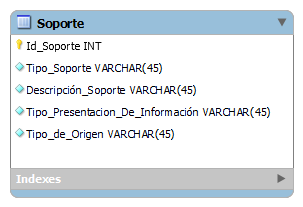 Soporte
Id_Soporte INT
Tipo_Soporte VARCHAR(45)
Descripción_Soporte VARCHAR(45)
Tipo_Presentacion_De_Información VARCHAR(45)
Tipo_de_Origen VARCHAR(45)
Indexes